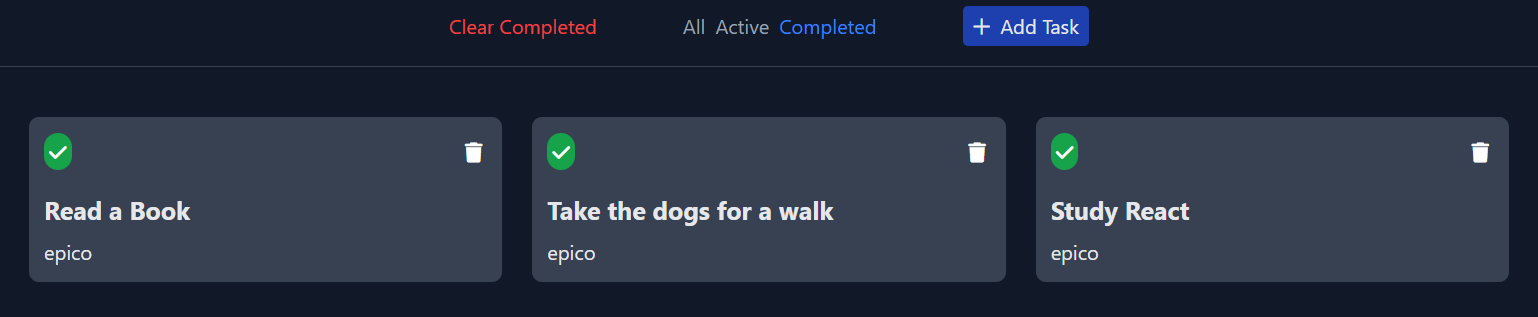 Clear Completed All Active Completed + Add Task
Read a Book
epico
Take the dogs for a walk
epico
Study React
epico